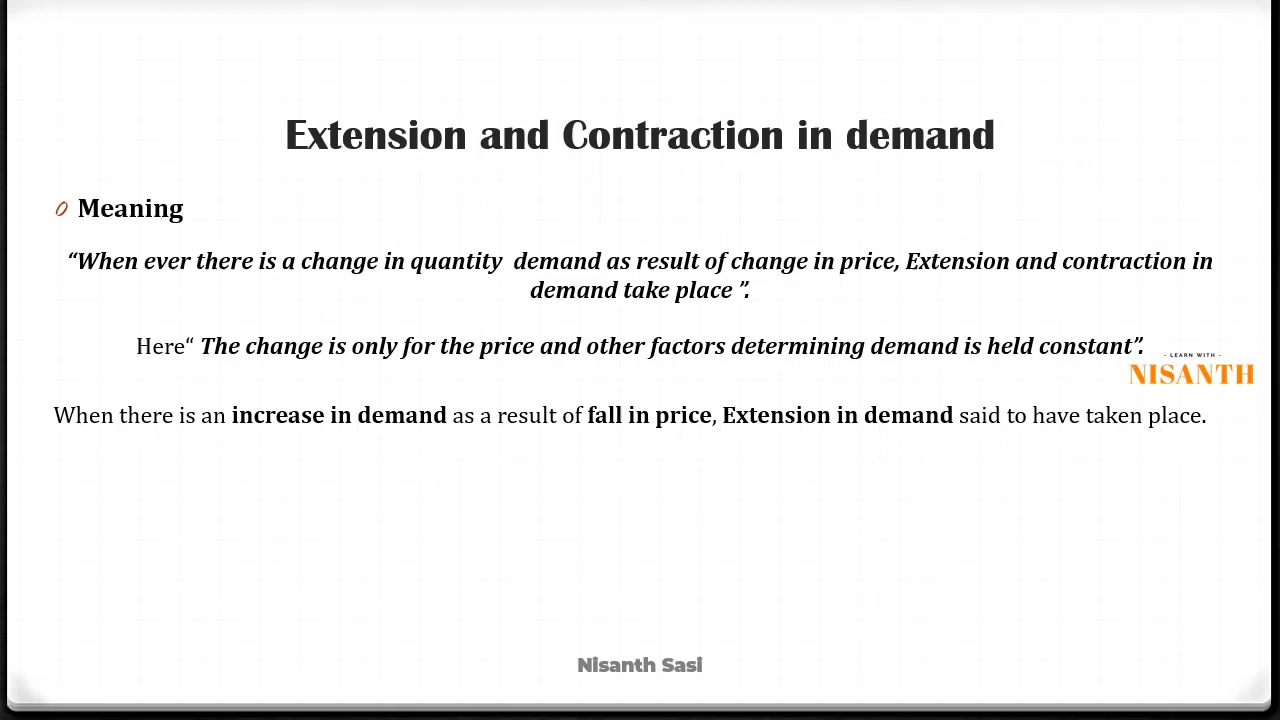 Extension and Contraction in demand
Meaning
“When ever there is a change in quantity demand as result of change in price, Extension and contraction in
demand take place ”.
Here“ The change is only for the price and other factors determining demand is held constant”.
- LEARN WITH -
NISANTH
When there is an increase in demand as a result of fall in price, Extension in demand said to have taken place.
Nisanth Sasi